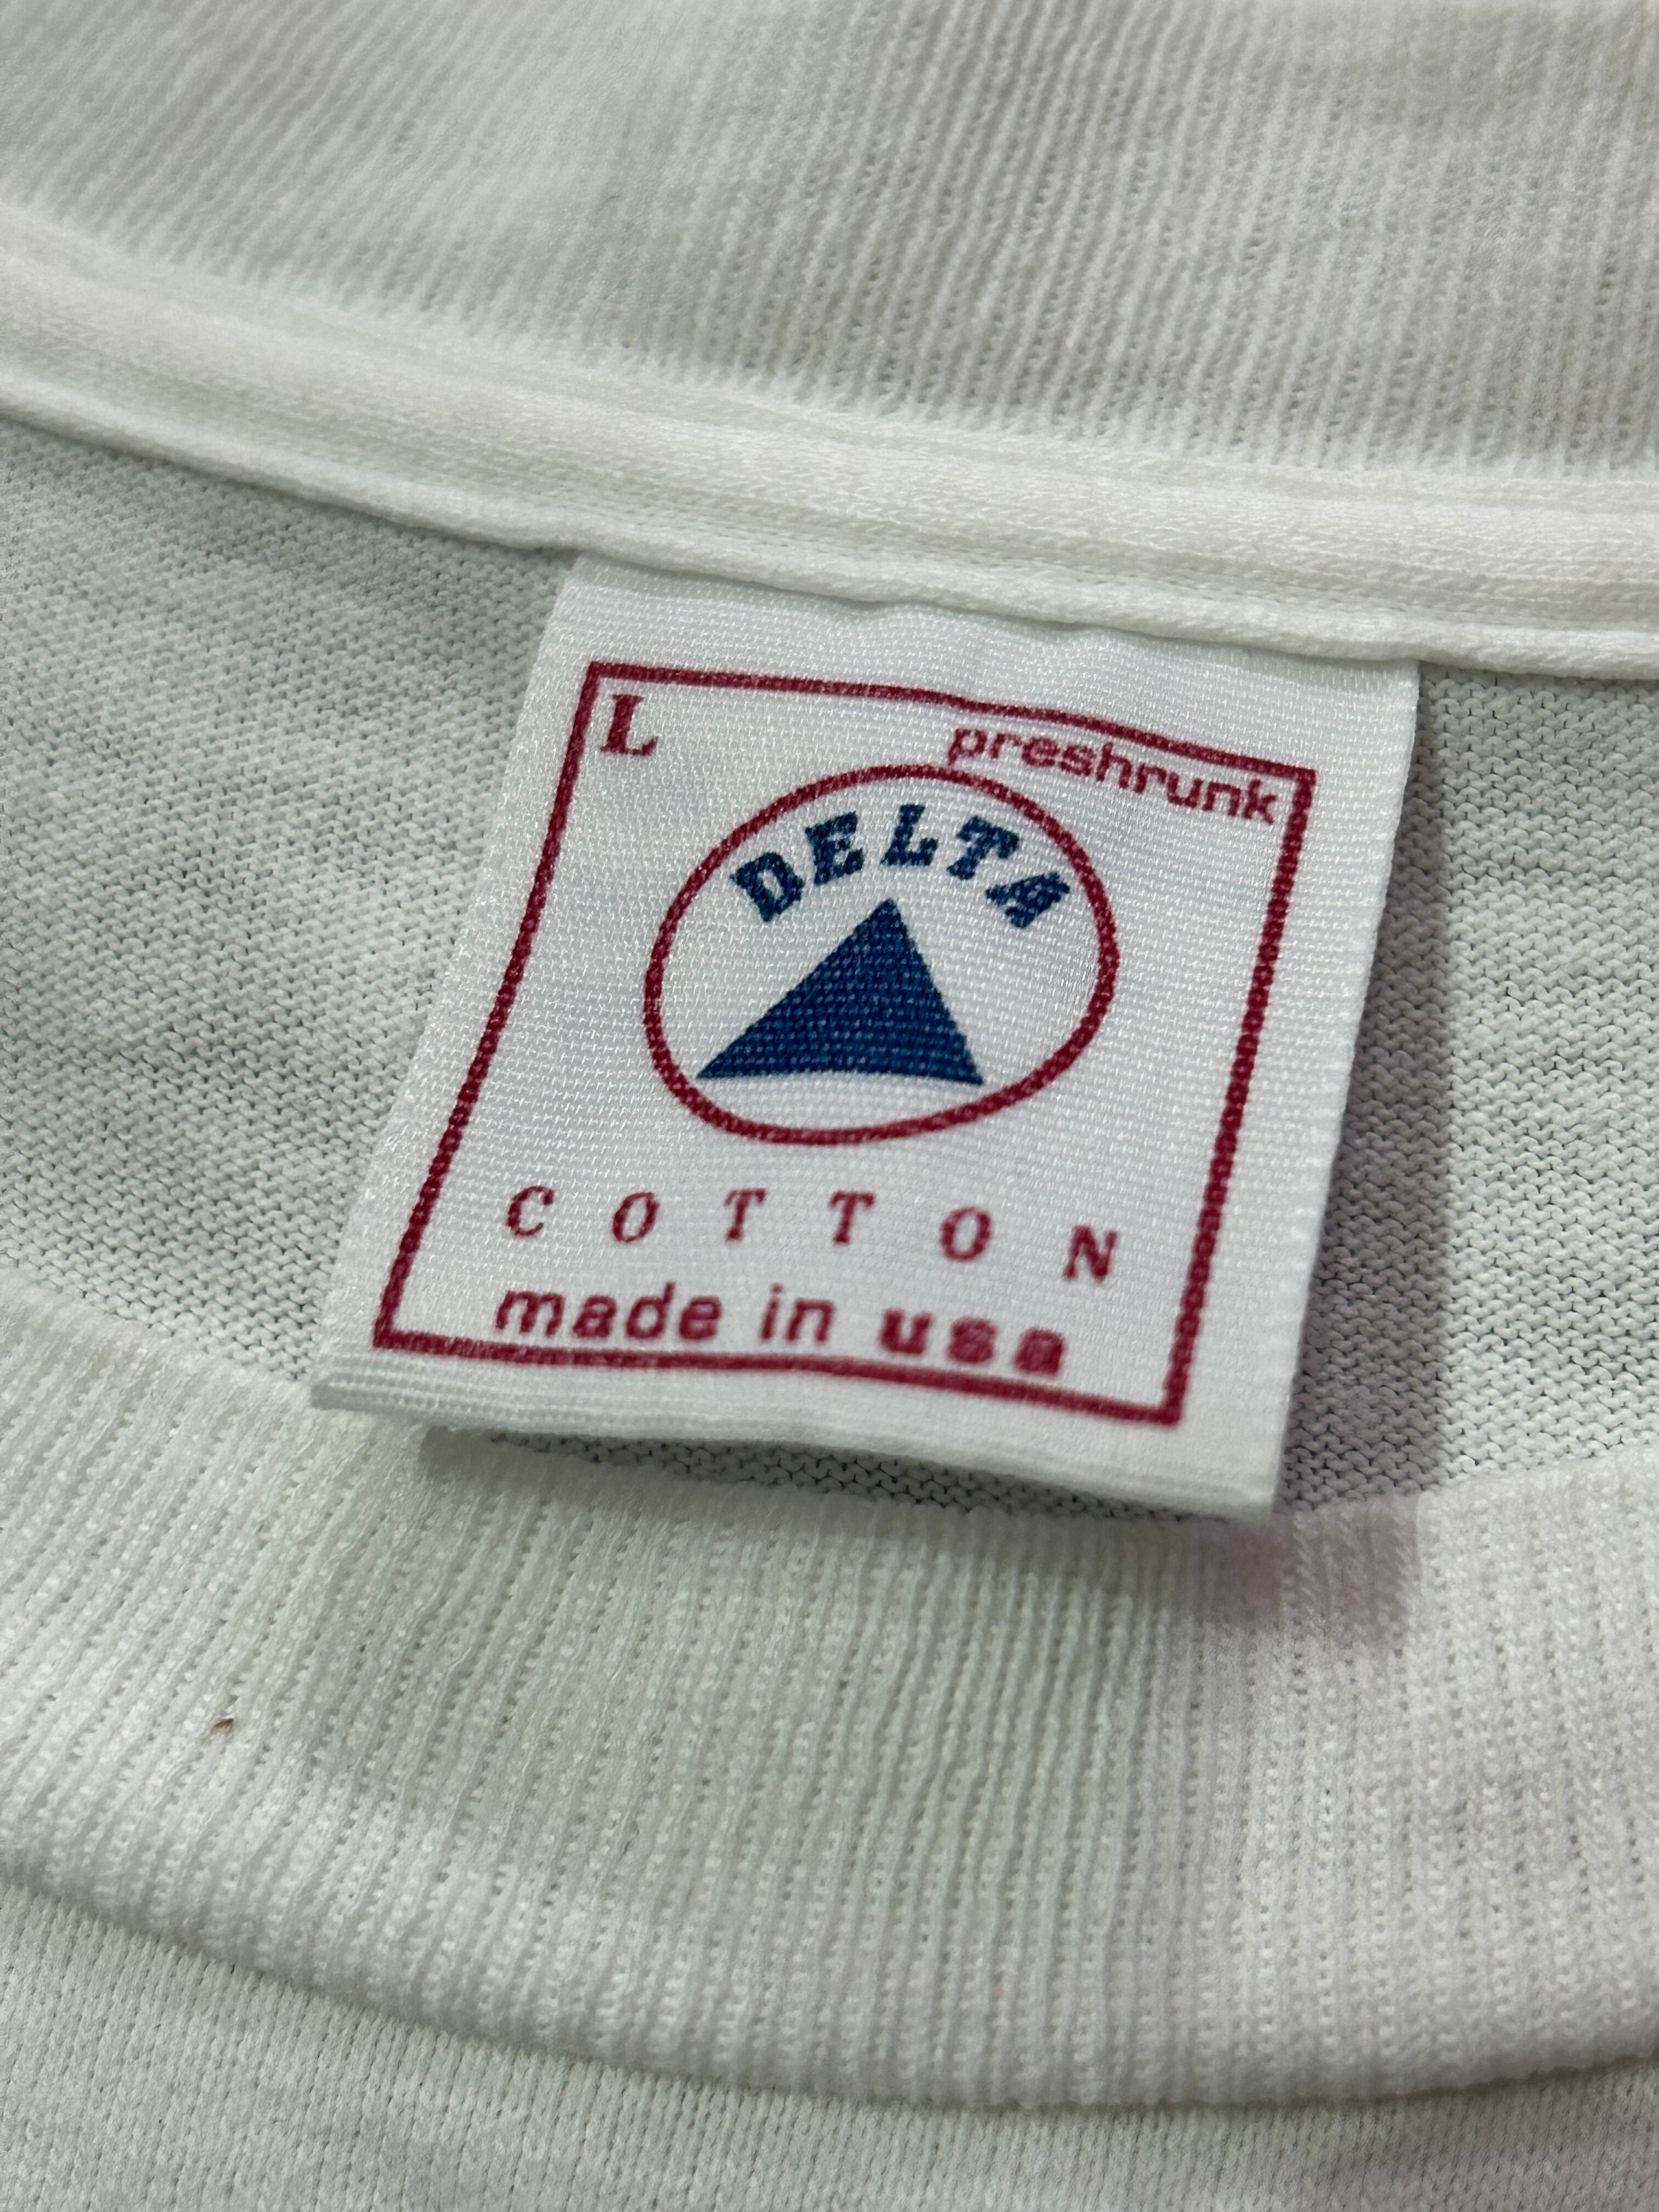 L preshrunk
DELTA
COTTON
made in usa